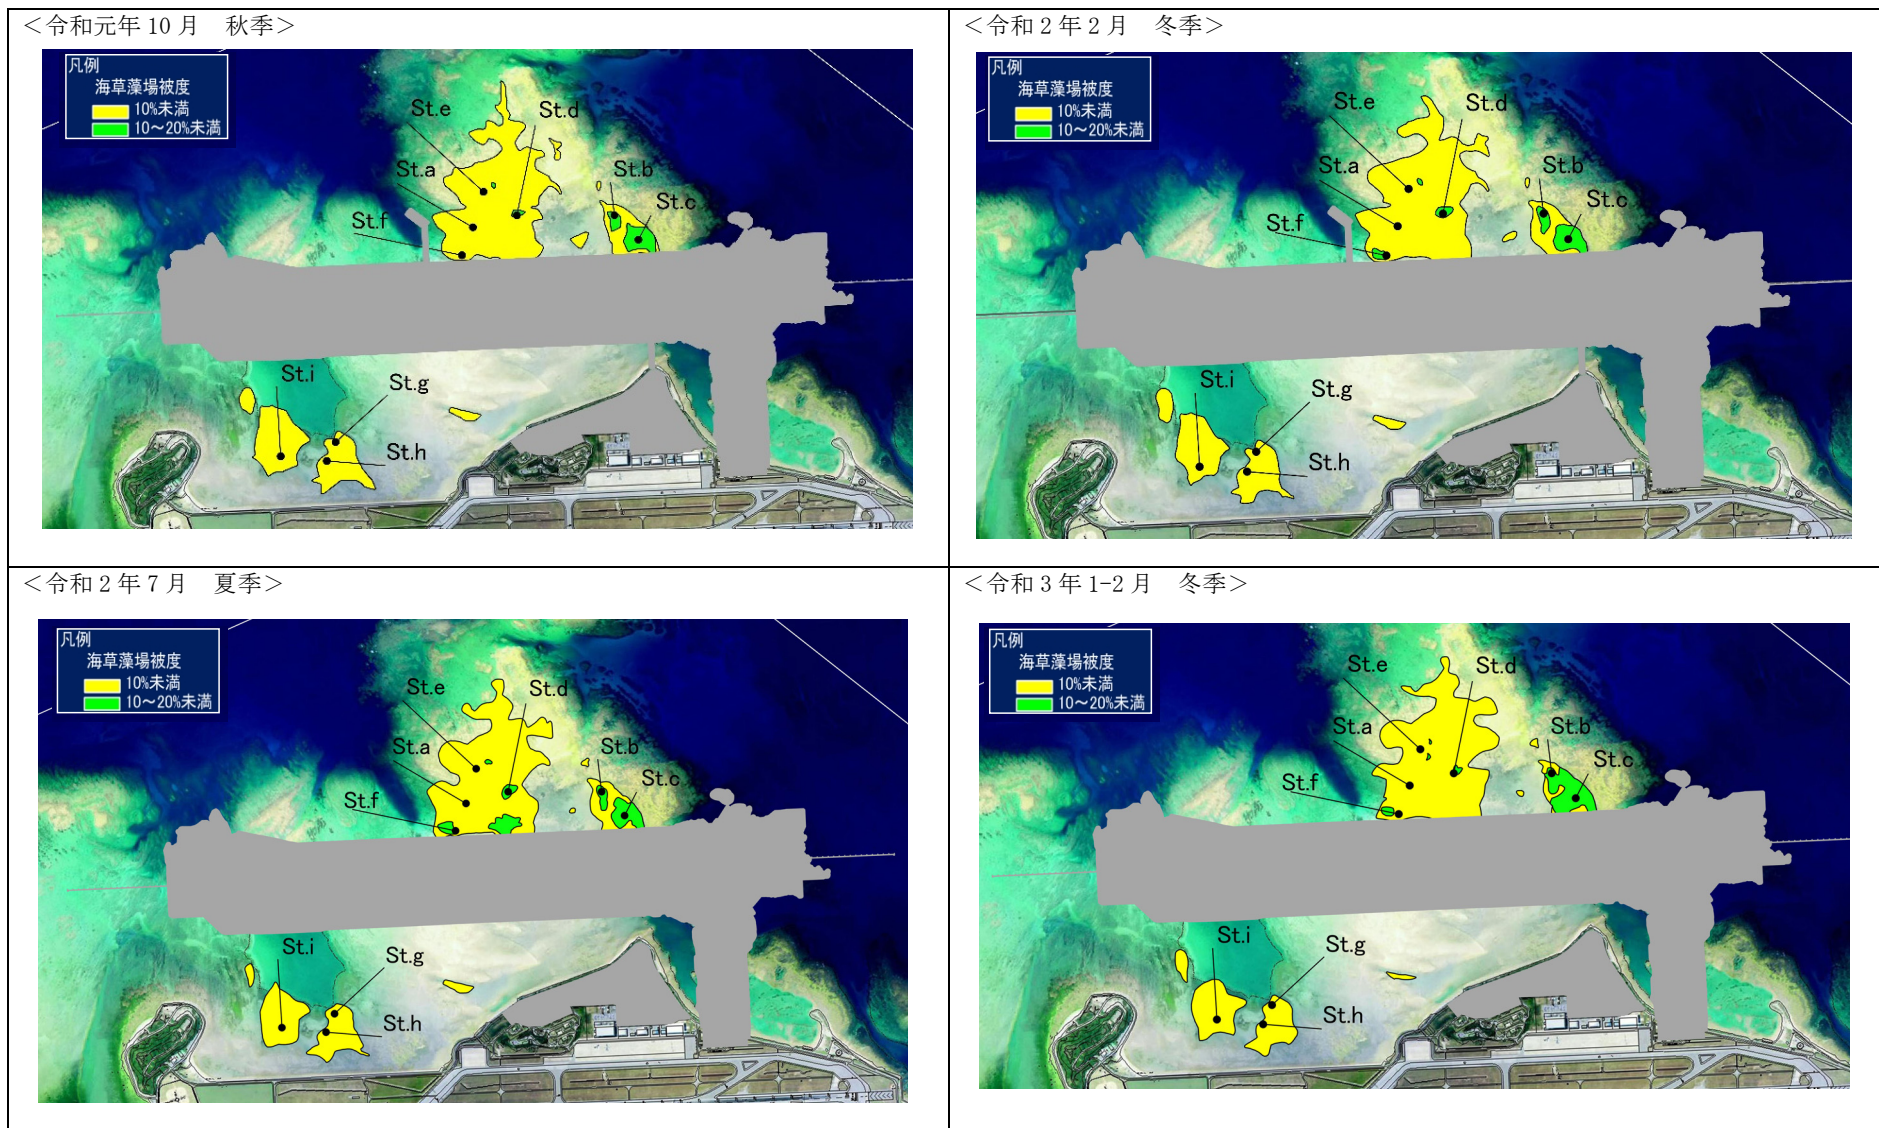 ＜令和元年10月　秋季＞
凡例
海草藻場被度
10%未満
10～20%未満
St.e
St.d
St.a
St.b
St.c
St.f
St.i
St.g
St.h
＜令和2年2月　冬季＞
凡例
海草藻場被度
10%未満
10～20%未満
St.e
St.d
St.a
St.b
St.c
St.f
St.i
St.g
St.h
＜令和2年7月　夏季＞
凡例
海草藻場被度
10%未満
10～20%未満
St.e
St.d
St.a
St.b
St.c
St.f
St.i
St.g
St.h
＜令和3年1-2月　冬季＞
凡例
海草藻場被度
10%未満
10～20%未満
St.e
St.d
St.a
St.b
St.c
St.f
St.i
St.g
St.h